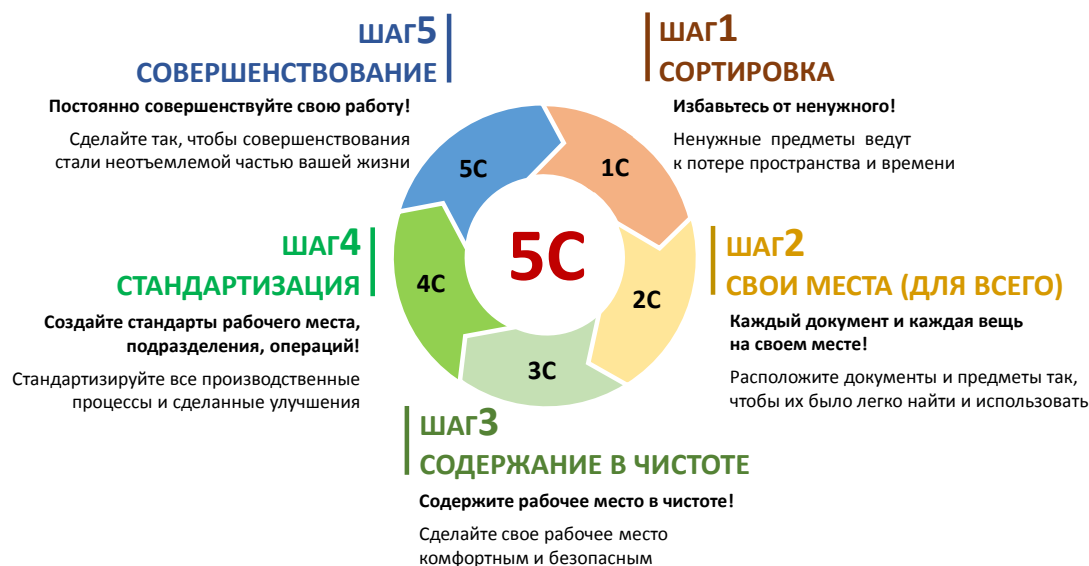 ШАГ5
СОВЕРШЕНСТВОВАНИЕ
Постоянно совершенствуйте свою работу!
Сделайте так, чтобы совершенствования
стали неотъемлемой частью вашей жизни
ШАГ1
СОРТИРОВКА
Избавьтесь от ненужного!
Ненужные предметы ведут
к потере пространства и времени
5С
1С
5С
4С
2С
3С
ШАГ4
СТАНДАРТИЗАЦИЯ
Создайте стандарты рабочего места,
подразделения, операций!
Стандартизируйте все производственные
процессы и сделанные улучшения
ШАГ2
СВОИ МЕСТА (ДЛЯ ВСЕГО)
Каждый документ и каждая вещь
на своем месте!
Расположите документы и предметы так,
чтобы их было легко найти и использовать
ШАГ3
СОДЕРЖАНИЕ В ЧИСТОТЕ
Содержите рабочее место в чистоте!
Сделайте свое рабочее место
комфортным и безопасным